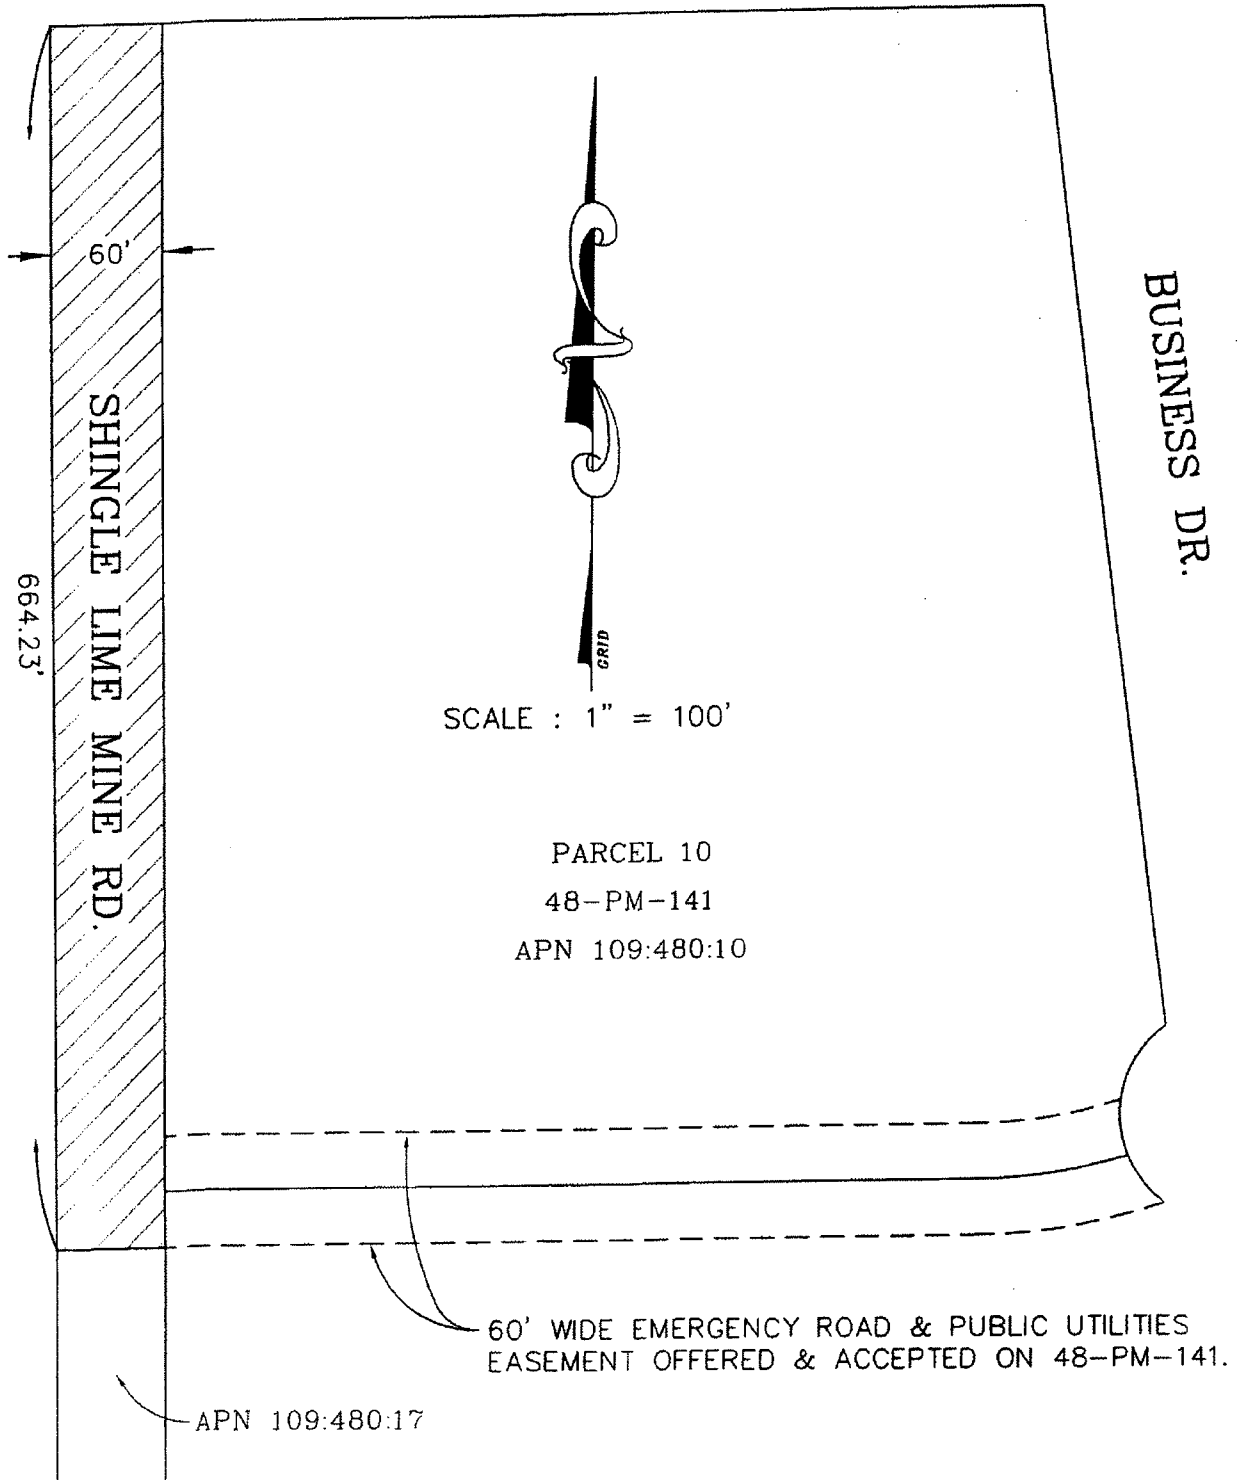 60'
BUSINESS DR.
SHINGLE LIME MINE RD.
664.23'
GRID
SCALE : 1" = 100'
PARCEL 10
48-PM-141
APN 109:480:10
60' WIDE EMERGENCY ROAD & PUBLIC UTILITIES
EASEMENT OFFERED & ACCEPTED ON 48-PM-141.
APN 109:480:17